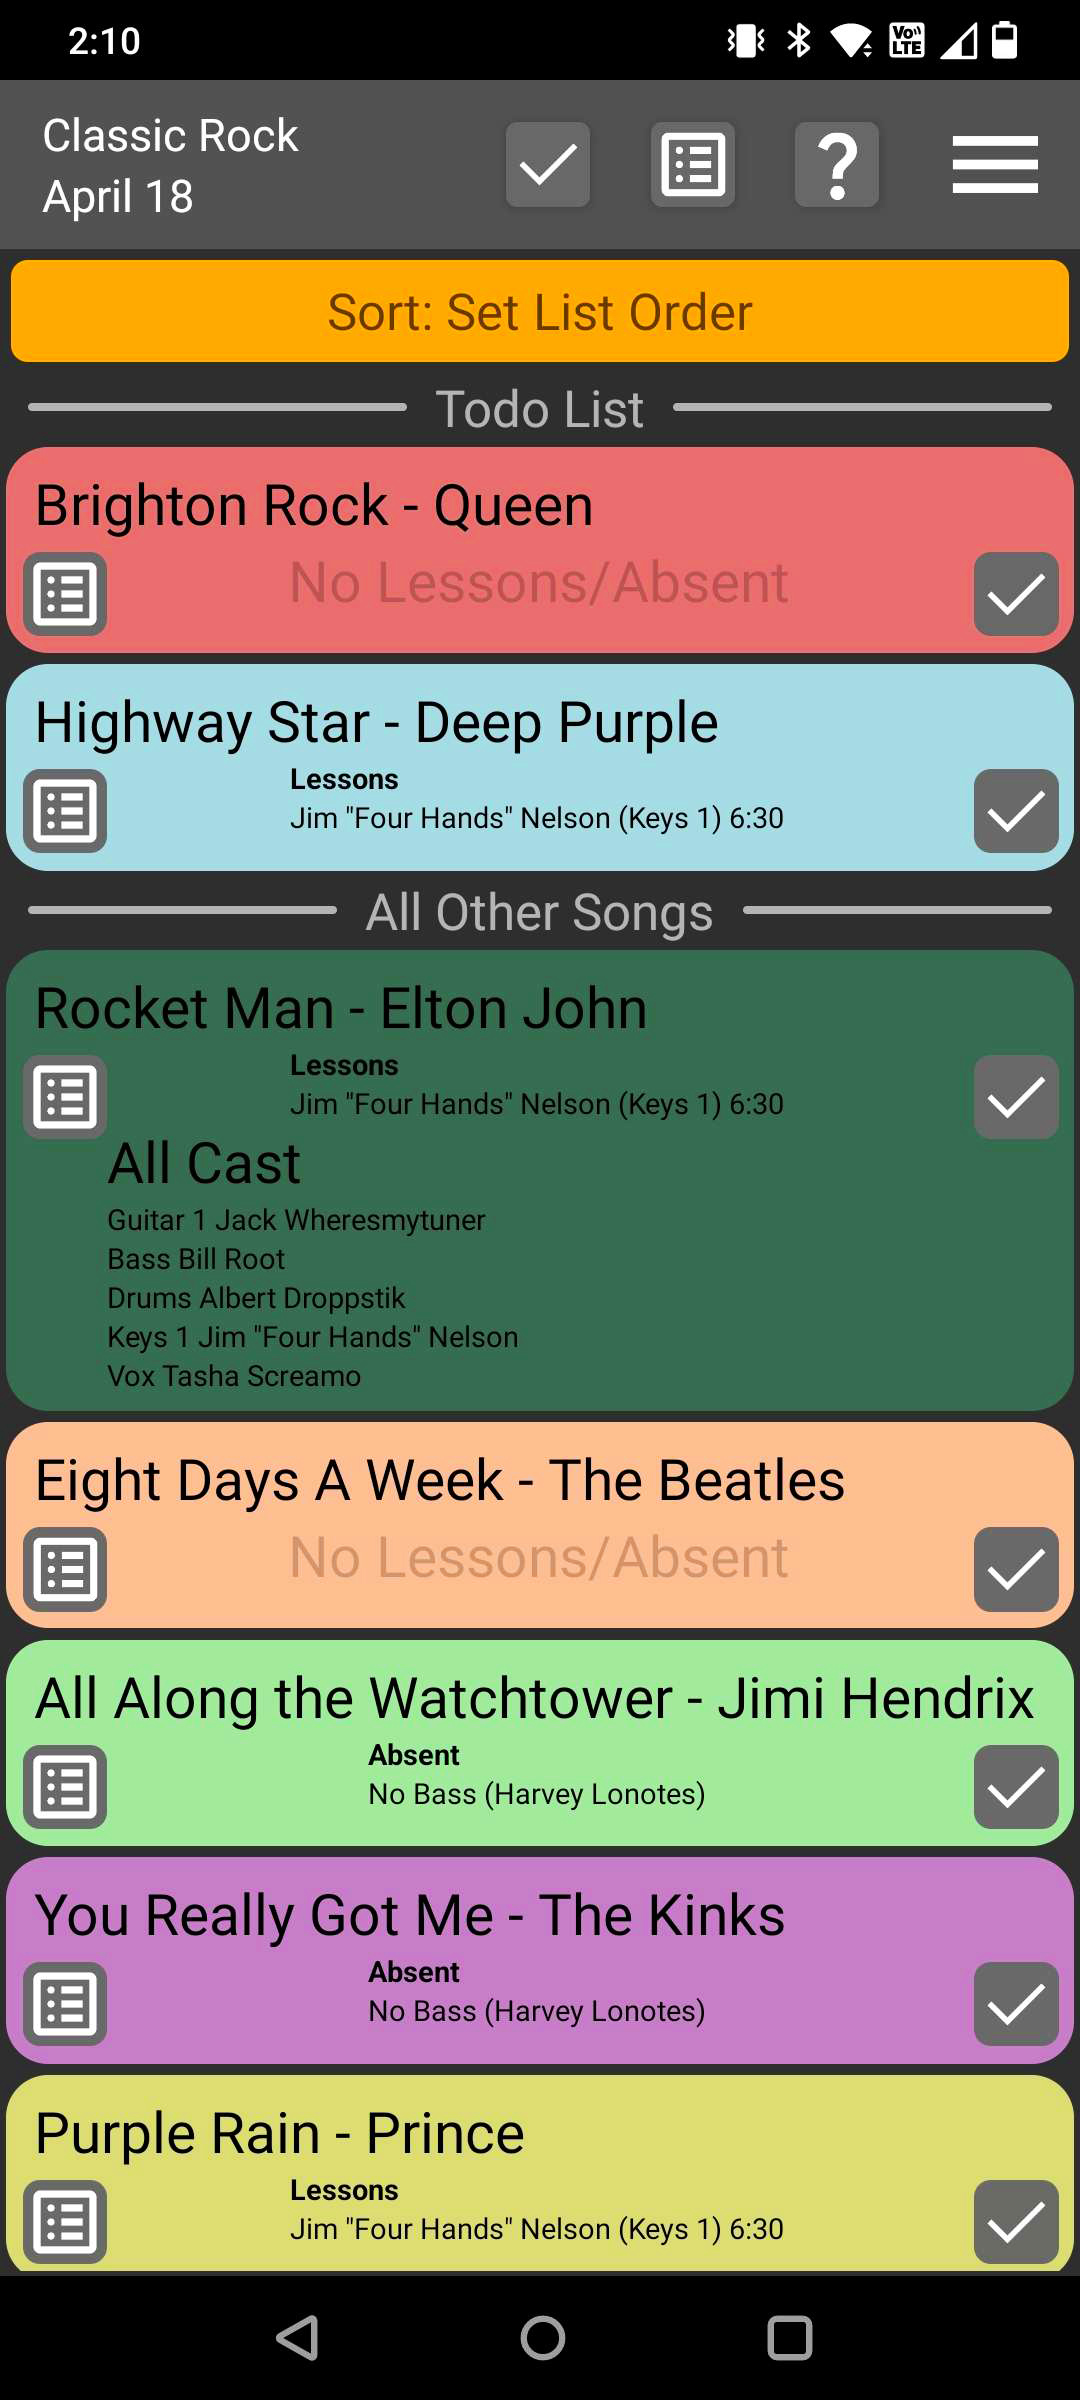 2:10
Vo LTE
Classic Rock
April 18
?
Sort: Set List Order
Todo List
Brighton Rock - Queen
No Lessons/Absent
Highway Star - Deep Purple
Lessons
Jim "Four Hands" Nelson (Keys 1) 6:30
All Other Songs
Rocket Man - Elton John
Lessons
Jim "Four Hands" Nelson (Keys 1) 6:30
All Cast
Guitar 1 Jack Wheresmytuner
Bass Bill Root
Drums Albert Droppstik
Keys 1 Jim "Four Hands" Nelson
Vox Tasha Screamo
Eight Days A Week - The Beatles
No Lessons/Absent
All Along the Watchtower - Jimi Hendrix
Absent
No Bass (Harvey Lonotes)
You Really Got Me - The Kinks
Absent
No Bass (Harvey Lonotes)
Purple Rain - Prince
Lessons
Jim "Four Hands" Nelson (Keys 1) 6:30